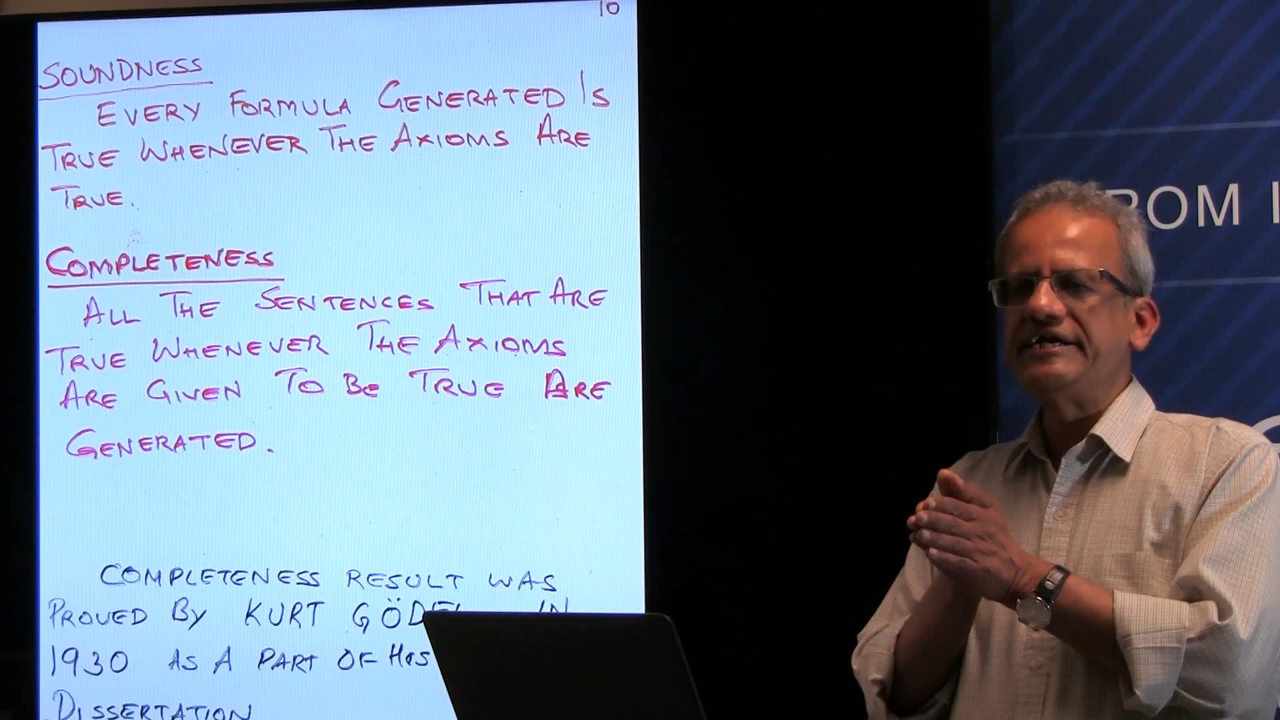 10
SOUNDNESS
EVERY FORMULA GENERATED IS
TRUE WHENEVER THE AXIOMS ARE
TRUE.
COMPLETENESS
ALL THE SENTENCES THAT ARE
TRUE WHENEVER THE AXIOMS
ARE GIVEN TO BE TRUE ARE
GENERATED.
COMPLETENESS RESULT WAS
PROVED BY KURT GÖDEL IN
1930 AS A PART OF HIS
DISSERTATION
ROM I